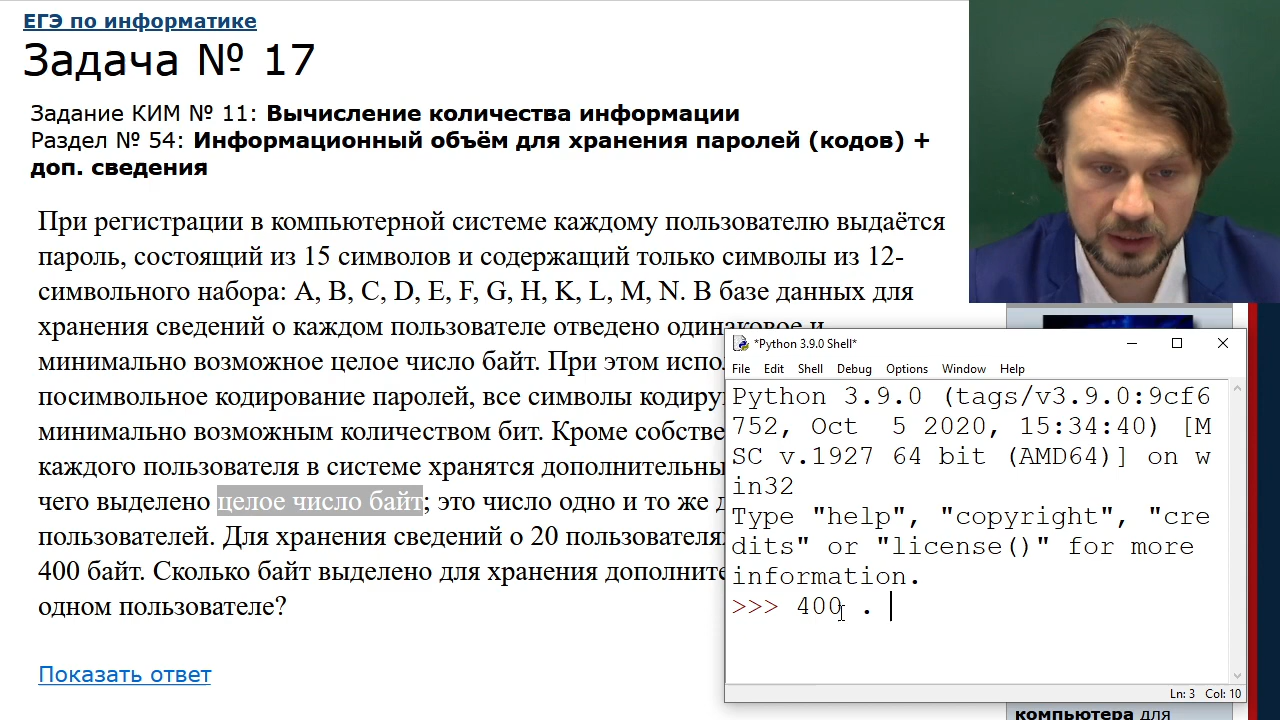 ЕГЭ по информатике
Задача № 17
Задание КИМ № 11: Вычисление количества информации
Раздел № 54: Информационный объём для хранения паролей (кодов) +
доп. сведения
При регистрации в компьютерной системе каждому пользователю выдаётся
пароль, состоящий из 15 символов и содержащий только символы из 12-
символьного набора: A, B, C, D, E, F, G, H, K, L, M, N. В базе данных для
хранения сведений о каждом пользователе отведено одинаковое и
минимально возможное целое число байт. При этом
посимвольное кодирование паролей, все символы
минимально возможным количеством бит. Кроме
каждого пользователя в системе хранятся
чего выделено целое число байт; это число одно и то же
пользователей. Для хранения сведений о 20
400 байт. Сколько байт выделено для хранения
одном пользователе?
Показать ответ
*Python 3.9.0 Shell*
File Edit Shell Debug Options Window Help
Python 3.9.0 (tags/v3.9.0:9cf6
752, Oct  5 2020, 15:34:40) [M
SC v.1927 64 bit (AMD64)] on w
in32
Type "help", "copyright", "cre
dits" or "license()" for more
information.
>>> 400 .
Ln: 3 Col: 10
компьютера для